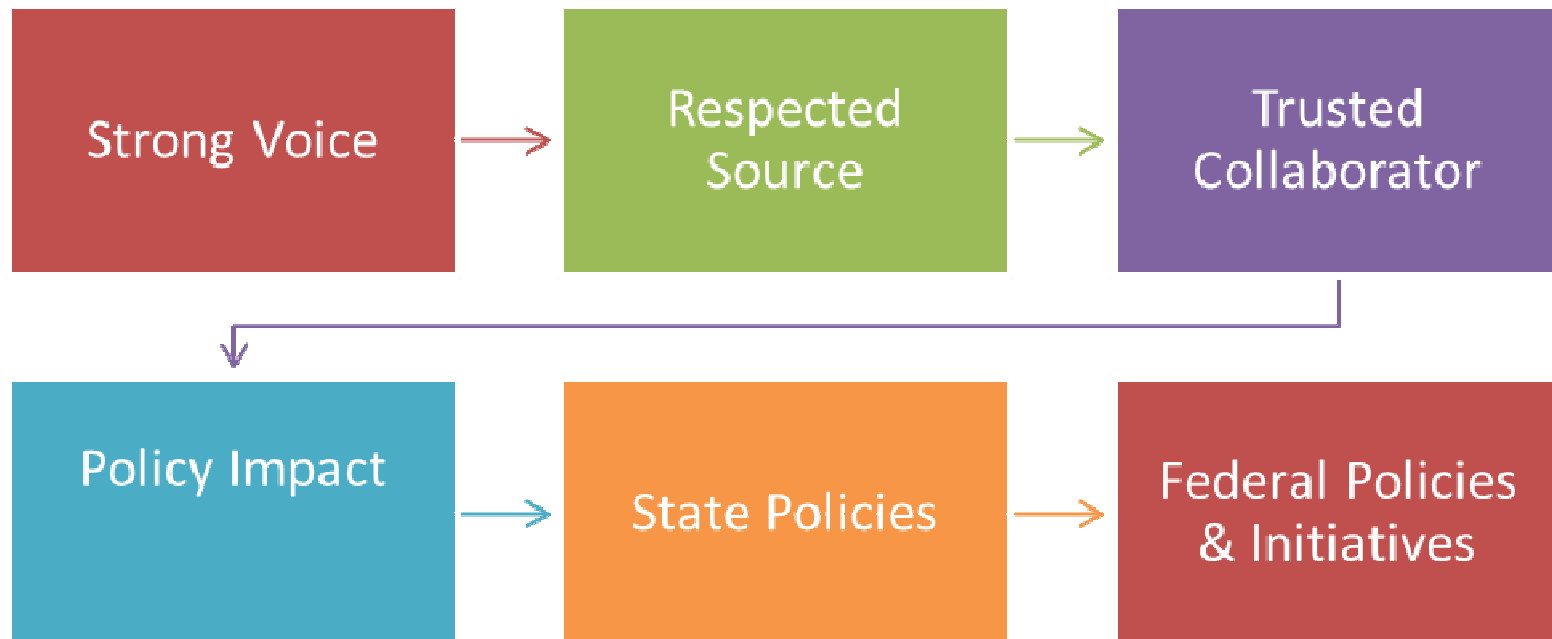 Strong Voice
Respected
Source
Trusted
Collaborator
Policy Impact
State Policies
Federal Policies
& Initiatives